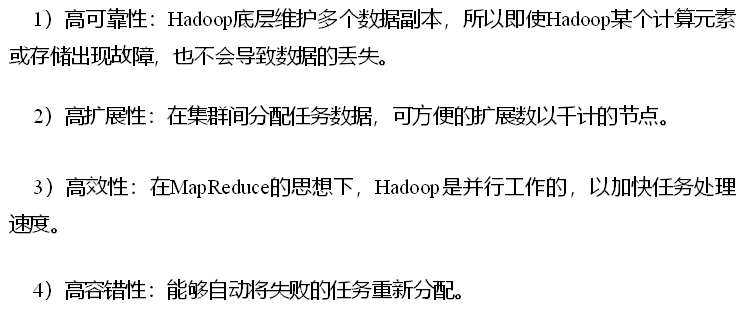 1）高可靠性：Hadoop底层维护多个数据副本，所以即使Hadoop某个计算元素
或存储出现故障，也不会导致数据的丢失。
2）高扩展性：在集群间分配任务数据，可方便的扩展数以千计的节点。
3）高效性：在MapReduce的思想下，Hadoop是并行工作的，以加快任务处理
速度。
4）高容错性：能够自动将失败的任务重新分配。